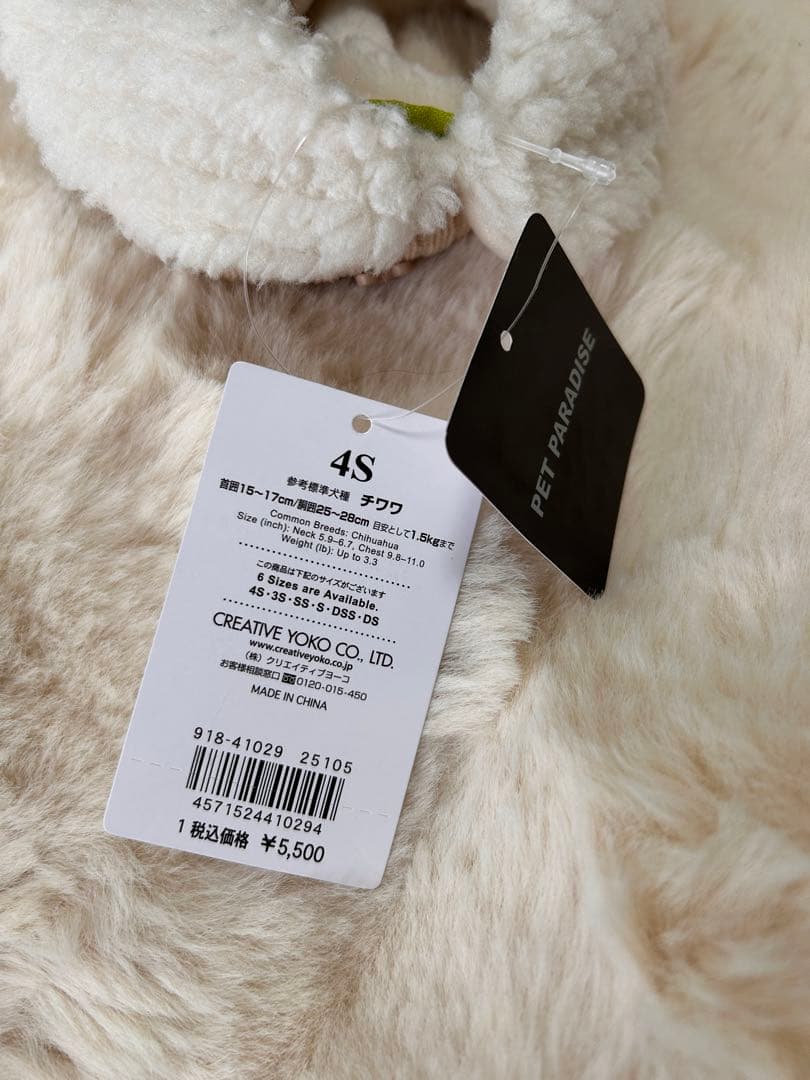 4S
参考標準犬種 チワワ
首囲15~17cm/胴囲25~28cm 目安として1.5kgまで
Common Breeds: Chihuahua
Size (inch): Neck 5.9–6.7, Chest 9.8–11.0
Weight (lb): Up to 3.3
この商品は下記のサイズがございます
6 Sizes are Available.
4S・3S・SS・S・DSS・DS
CREATIVE YOKO CO., LTD.
www.creativeyoko.co.jp
(株)クリエイティブヨーコ
お客様相談窓口 0120-015-450
MADE IN CHINA
918-41029 25105
4571524410294
1 税込価格 ¥5,500
PET PARADISE